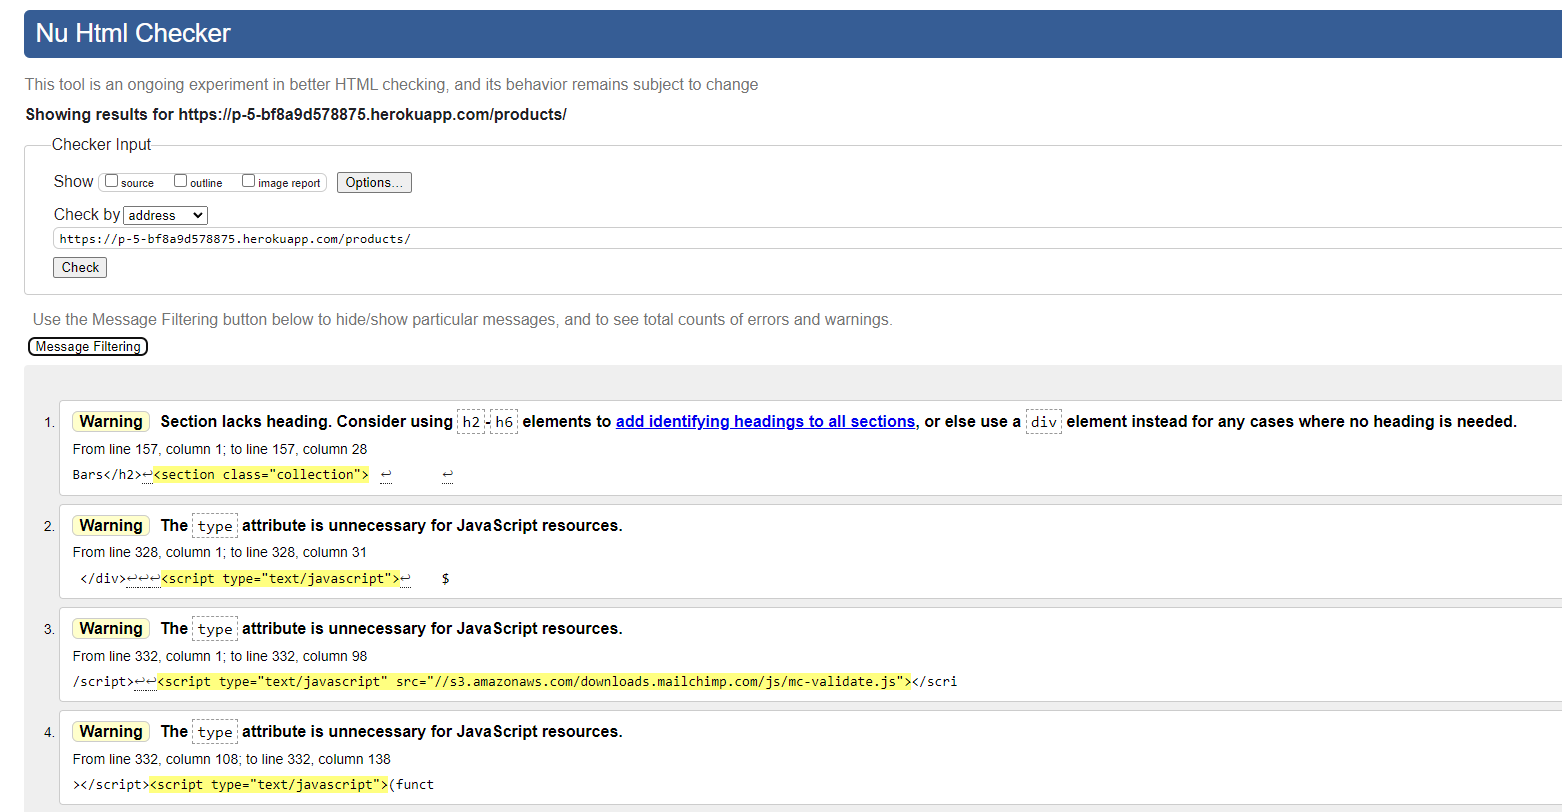 Nu Html Checker
This tool is an ongoing experiment in better HTML checking, and its behavior remains subject to change
Showing results for https://p-5-bf8a9d578875.herokuapp.com/products/
Checker Input
Show source outline image report Options...
Check by address
https://p-5-bf8a9d578875.herokuapp.com/products/
Check
Use the Message Filtering button below to hide/show particular messages, and to see total counts of errors and warnings.
Message Filtering
1. Warning Section lacks heading. Consider using h2-h6 elements to add identifying headings to all sections, or else use a div element instead for any cases where no heading is needed.
From line 157, column 1; to line 157, column 28
Bars</h2>↩<section class="collection"> ↩ ↩
2. Warning The type attribute is unnecessary for JavaScript resources.
From line 328, column 1; to line 328, column 31
</div>↩↩↩<script type="text/javascript">↩ $
3. Warning The type attribute is unnecessary for JavaScript resources.
From line 332, column 1; to line 332, column 98
/script>↩↩<script type="text/javascript" src="//s3.amazonaws.com/downloads.mailchimp.com/js/mc-validate.js"></scri
4. Warning The type attribute is unnecessary for JavaScript resources.
From line 332, column 108; to line 332, column 138
></script><script type="text/javascript">(funct